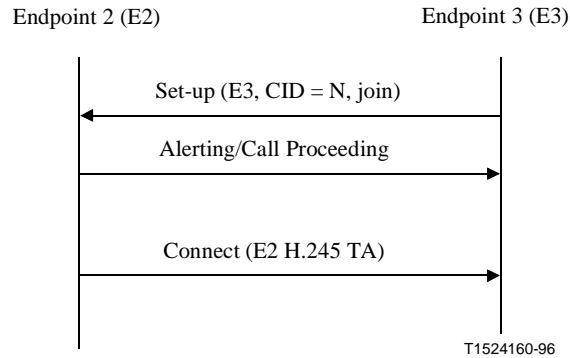 Endpoint 2 (E2)
Endpoint 3 (E3)
Set-up (E3, CID = N, join)
Alerting/Call Proceeding
Connect (E2 H.245 TA)
T1524160-96